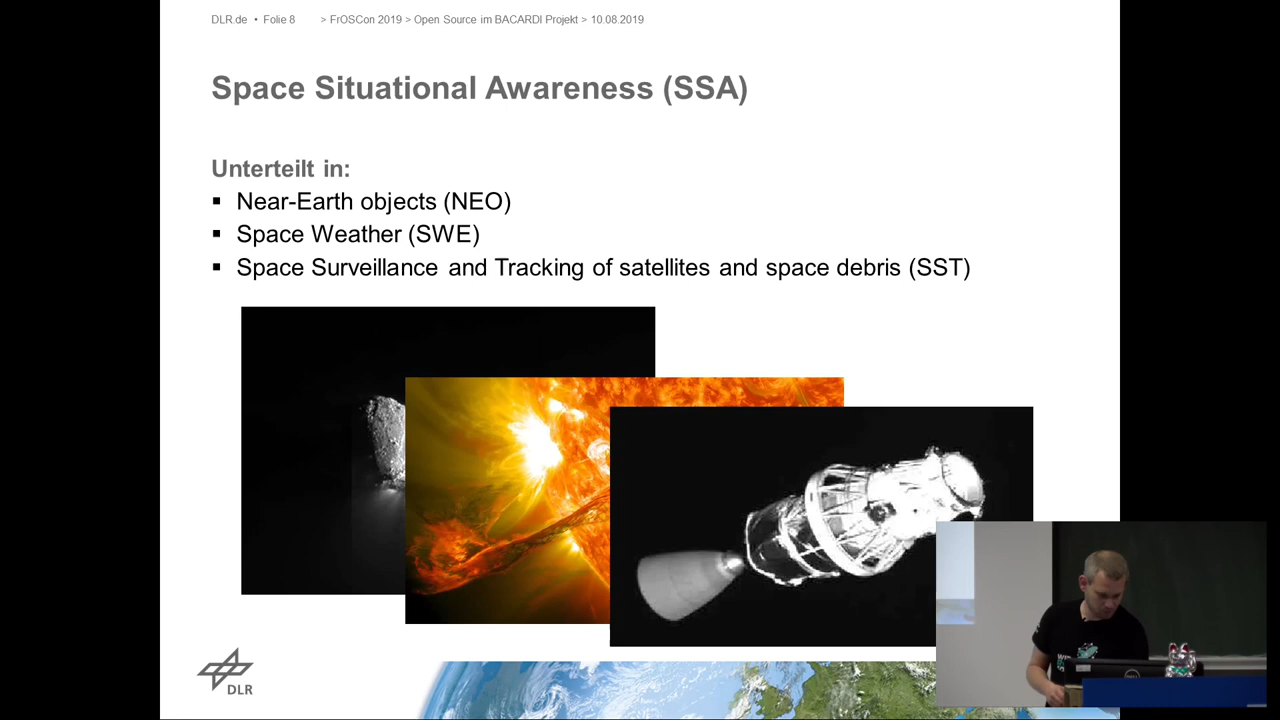 DLR.de • Folie 8 > FrOSCon 2019 > Open Source im BACARDI Projekt > 10.08.2019
Space Situational Awareness (SSA)
Unterteilt in:
▪ Near-Earth objects (NEO)
▪ Space Weather (SWE)
▪ Space Surveillance and Tracking of satellites and space debris (SST)
DLR